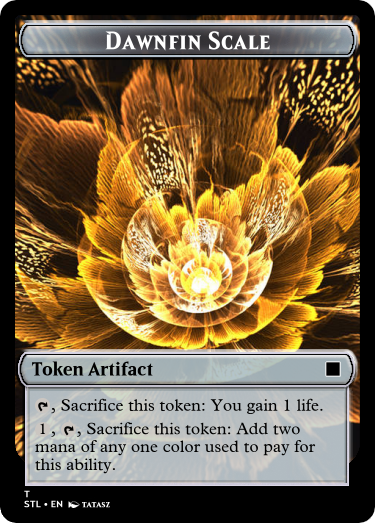 Dawnfin Scale
Token Artifact
, Sacrifice this token: You gain 1 life.
1 , , Sacrifice this token: Add two
mana of any one color used to pay for
this ability.
T
STL • EN TATASZ